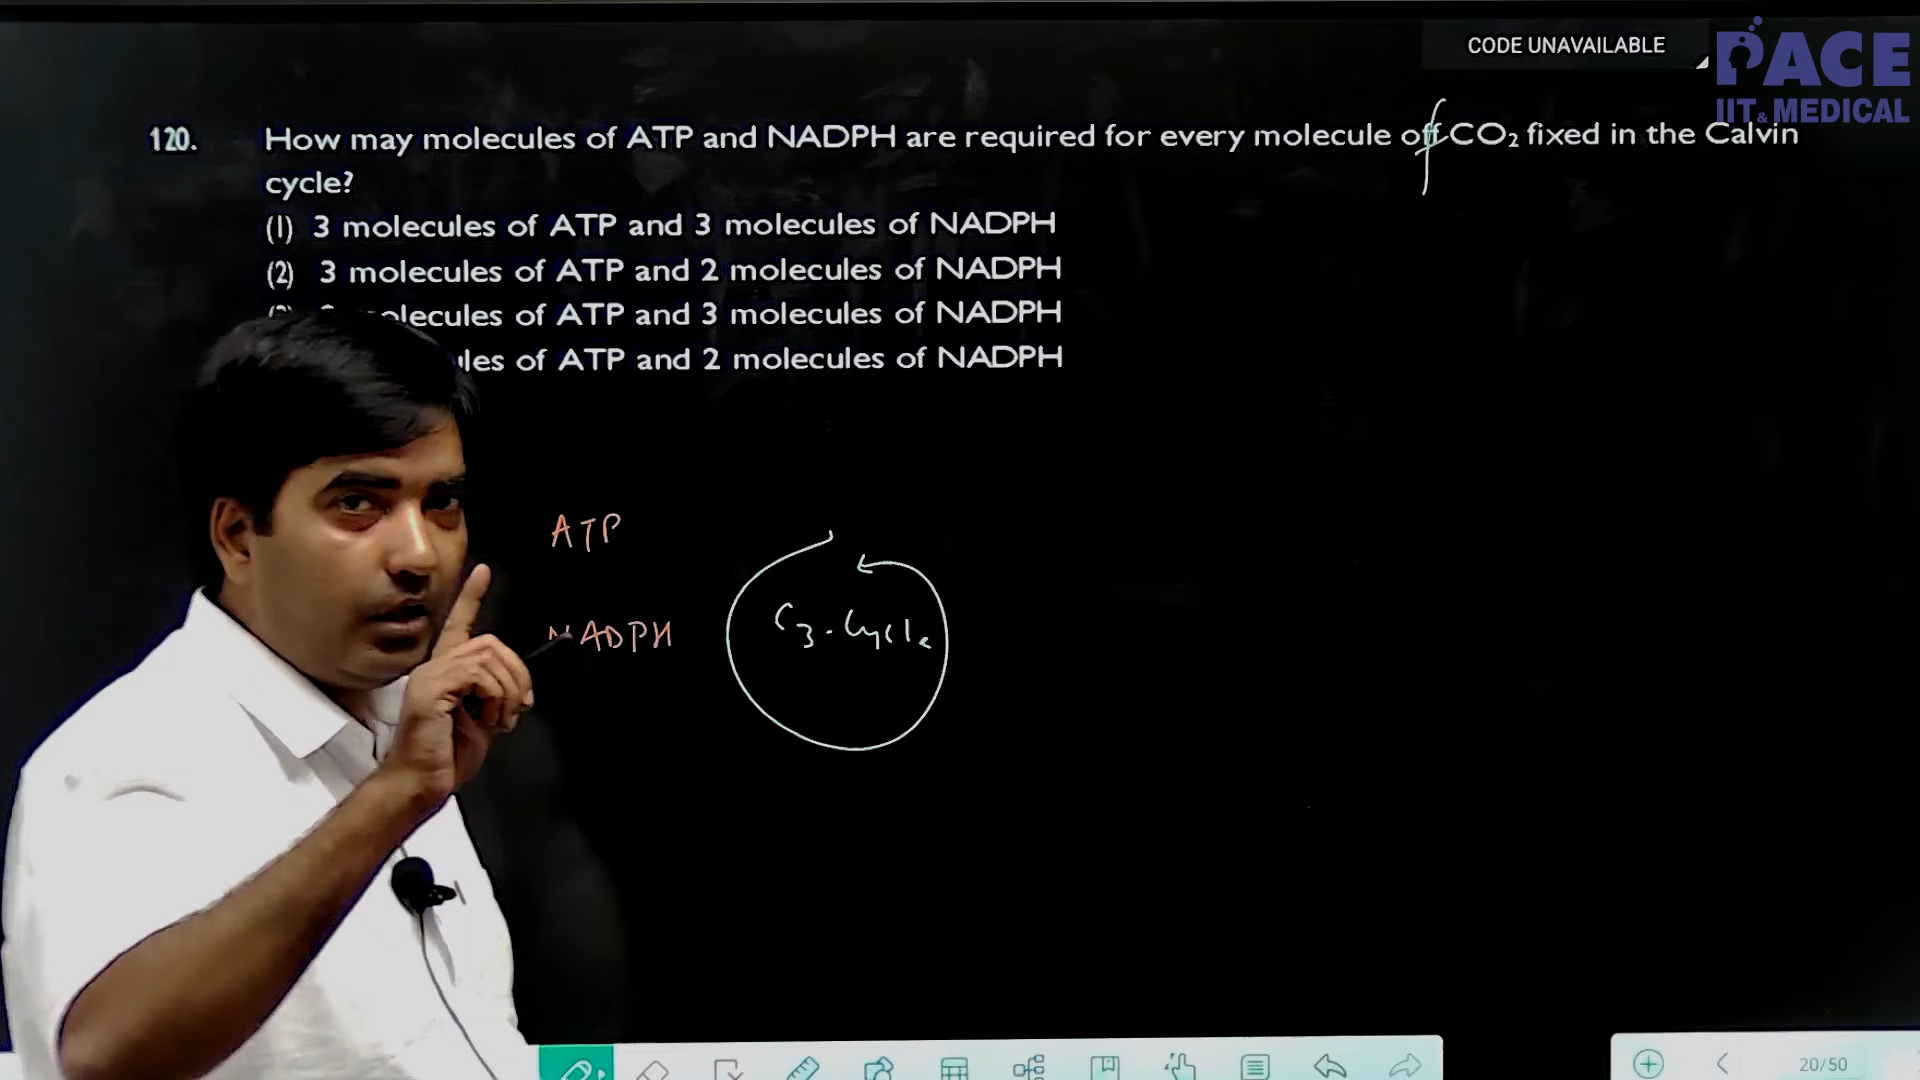 CODE UNAVAILABLE
PACE
IIT & MEDICAL
120. How may molecules of ATP and NADPH are required for every molecule off CO₂ fixed in the Calvin
cycle?
(1) 3 molecules of ATP and 3 molecules of NADPH
(2) 3 molecules of ATP and 2 molecules of NADPH
of ATP and 3 molecules of NADPH
of ATP and 2 molecules of NADPH
ATP
NADPH
C3-Cycle
20/50